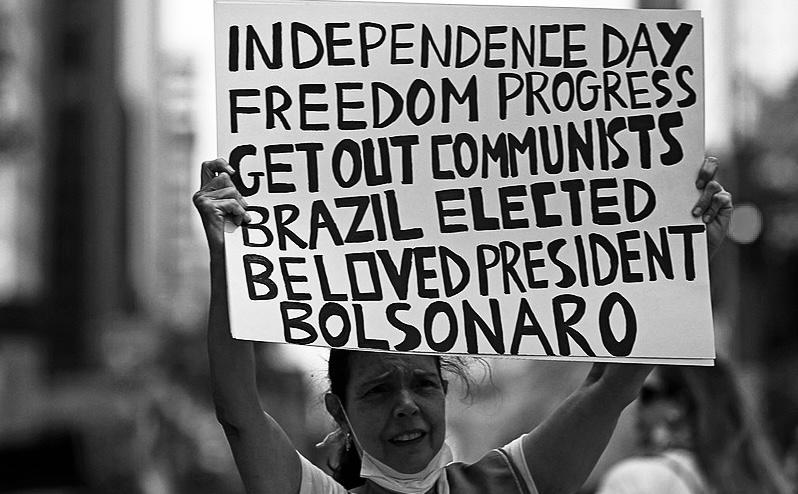 INDEPENDENCE DAY
FREEDOM PROGRESS
GET OUT COMMUNISTS
BRAZIL ELECTED
BELOVED PRESIDENT
BOLSONARO